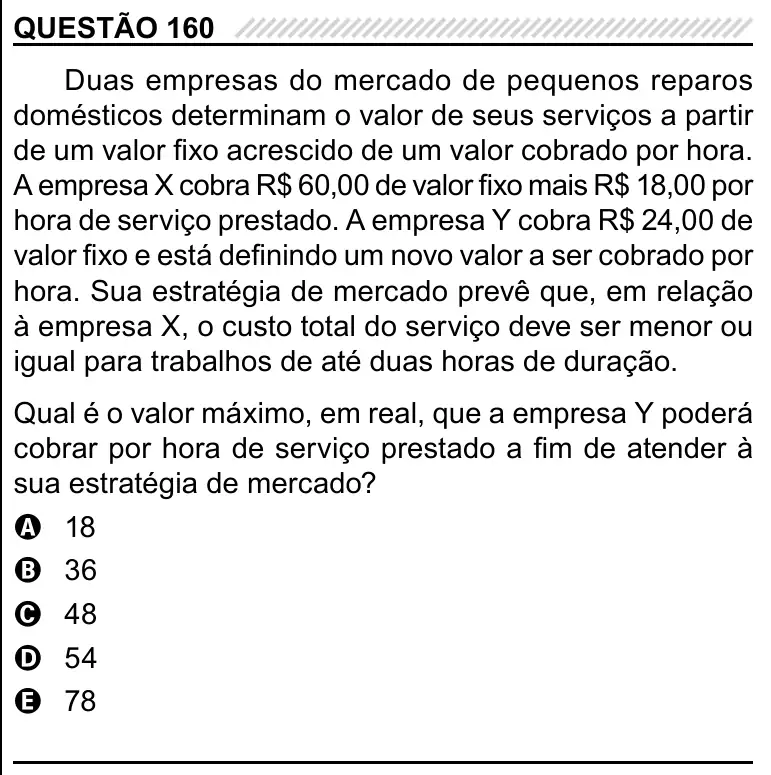 QUESTÃO 160
Duas empresas do mercado de pequenos reparos
domésticos determinam o valor de seus serviços a partir
de um valor fixo acrescido de um valor cobrado por hora.
A empresa X cobra R$ 60,00 de valor fixo mais R$ 18,00 por
hora de serviço prestado. A empresa Y cobra R$ 24,00 de
valor fixo e está definindo um novo valor a ser cobrado por
hora. Sua estratégia de mercado prevê que, em relação
à empresa X, o custo total do serviço deve ser menor ou
igual para trabalhos de até duas horas de duração.
Qual é o valor máximo, em real, que a empresa Y poderá
cobrar por hora de serviço prestado a fim de atender à
sua estratégia de mercado?
A 18
B 36
C 48
D 54
E 78